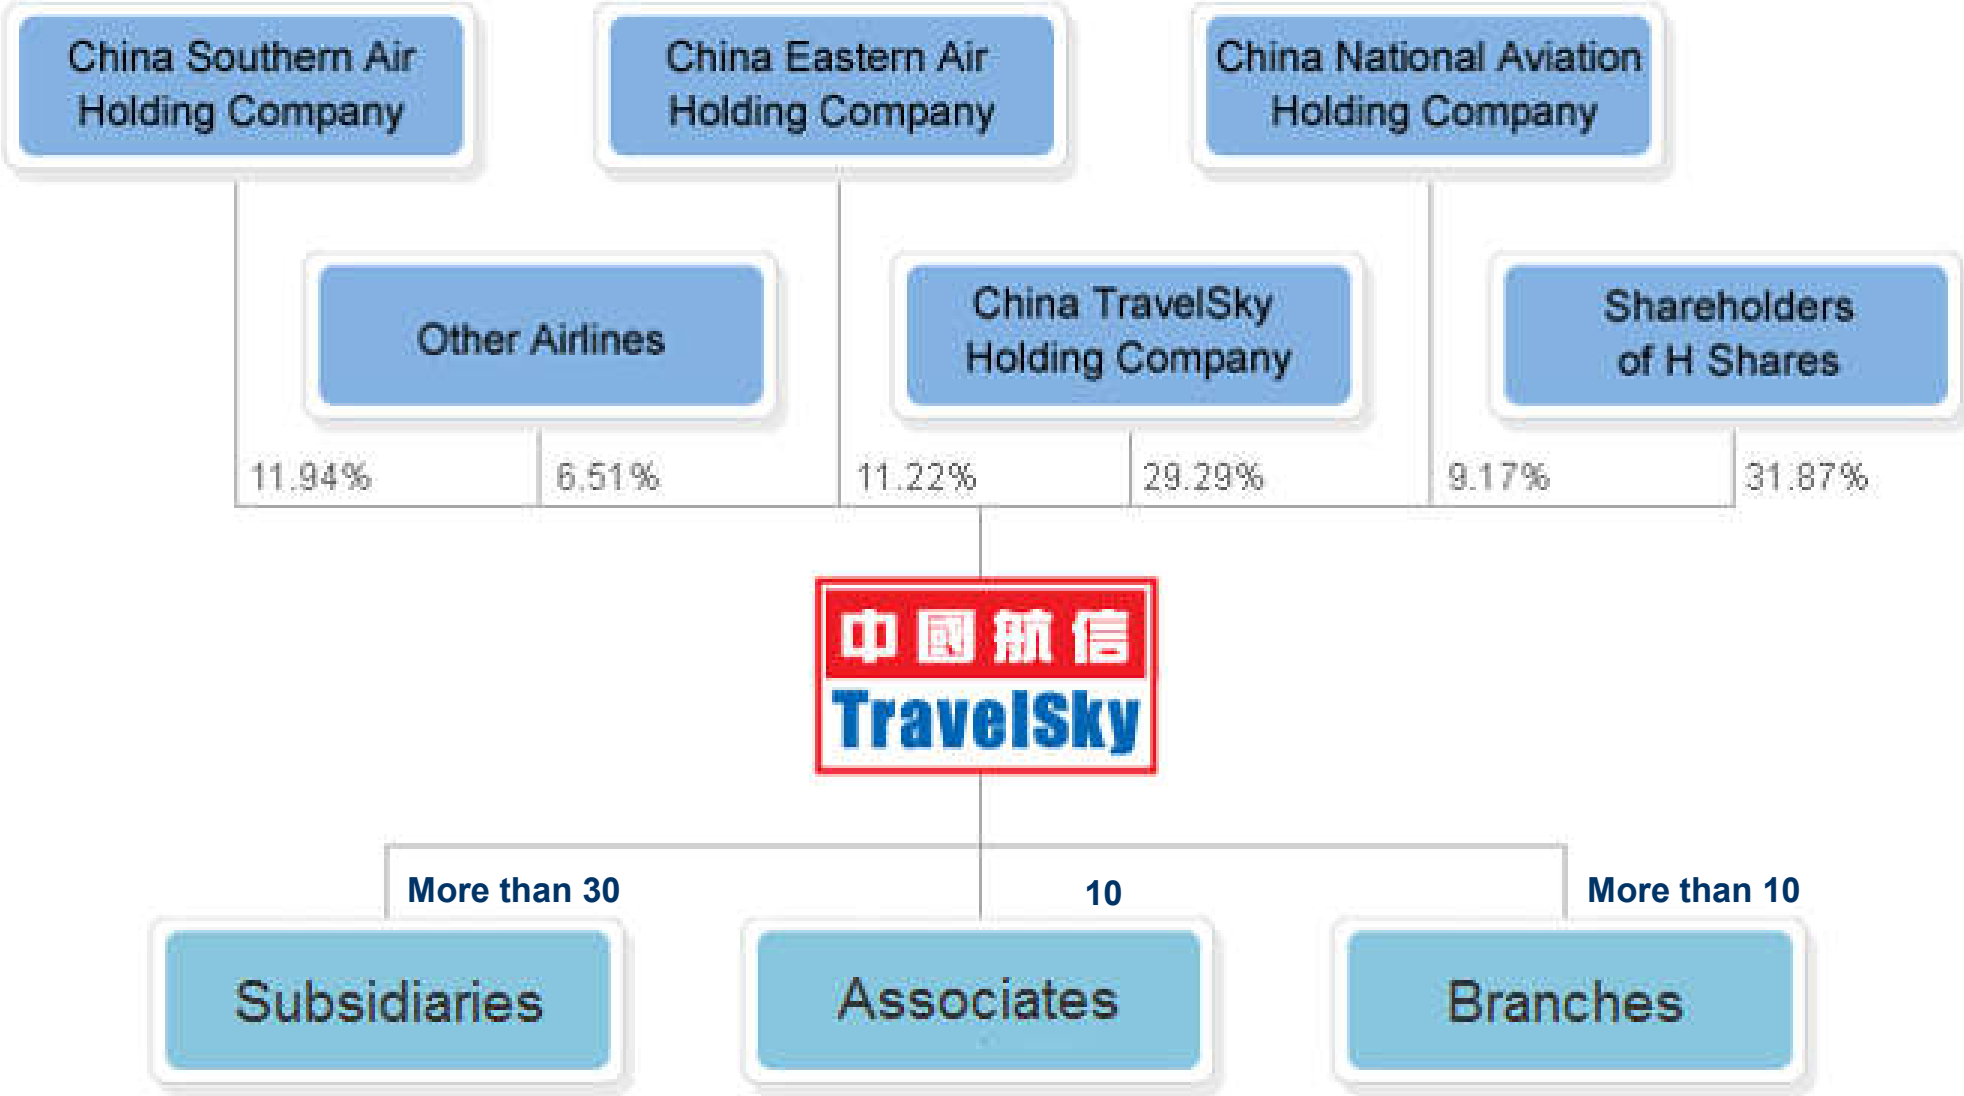 China Southern Air
Holding Company
China Eastern Air
Holding Company
China National Aviation
Holding Company
Other Airlines
China TravelSky
Holding Company
Shareholders
of H Shares
11.94%
6.51%
11.22%
29.29%
9.17%
31.87%
中國航信
TravelSky
More than 30
10
More than 10
Subsidiaries
Associates
Branches